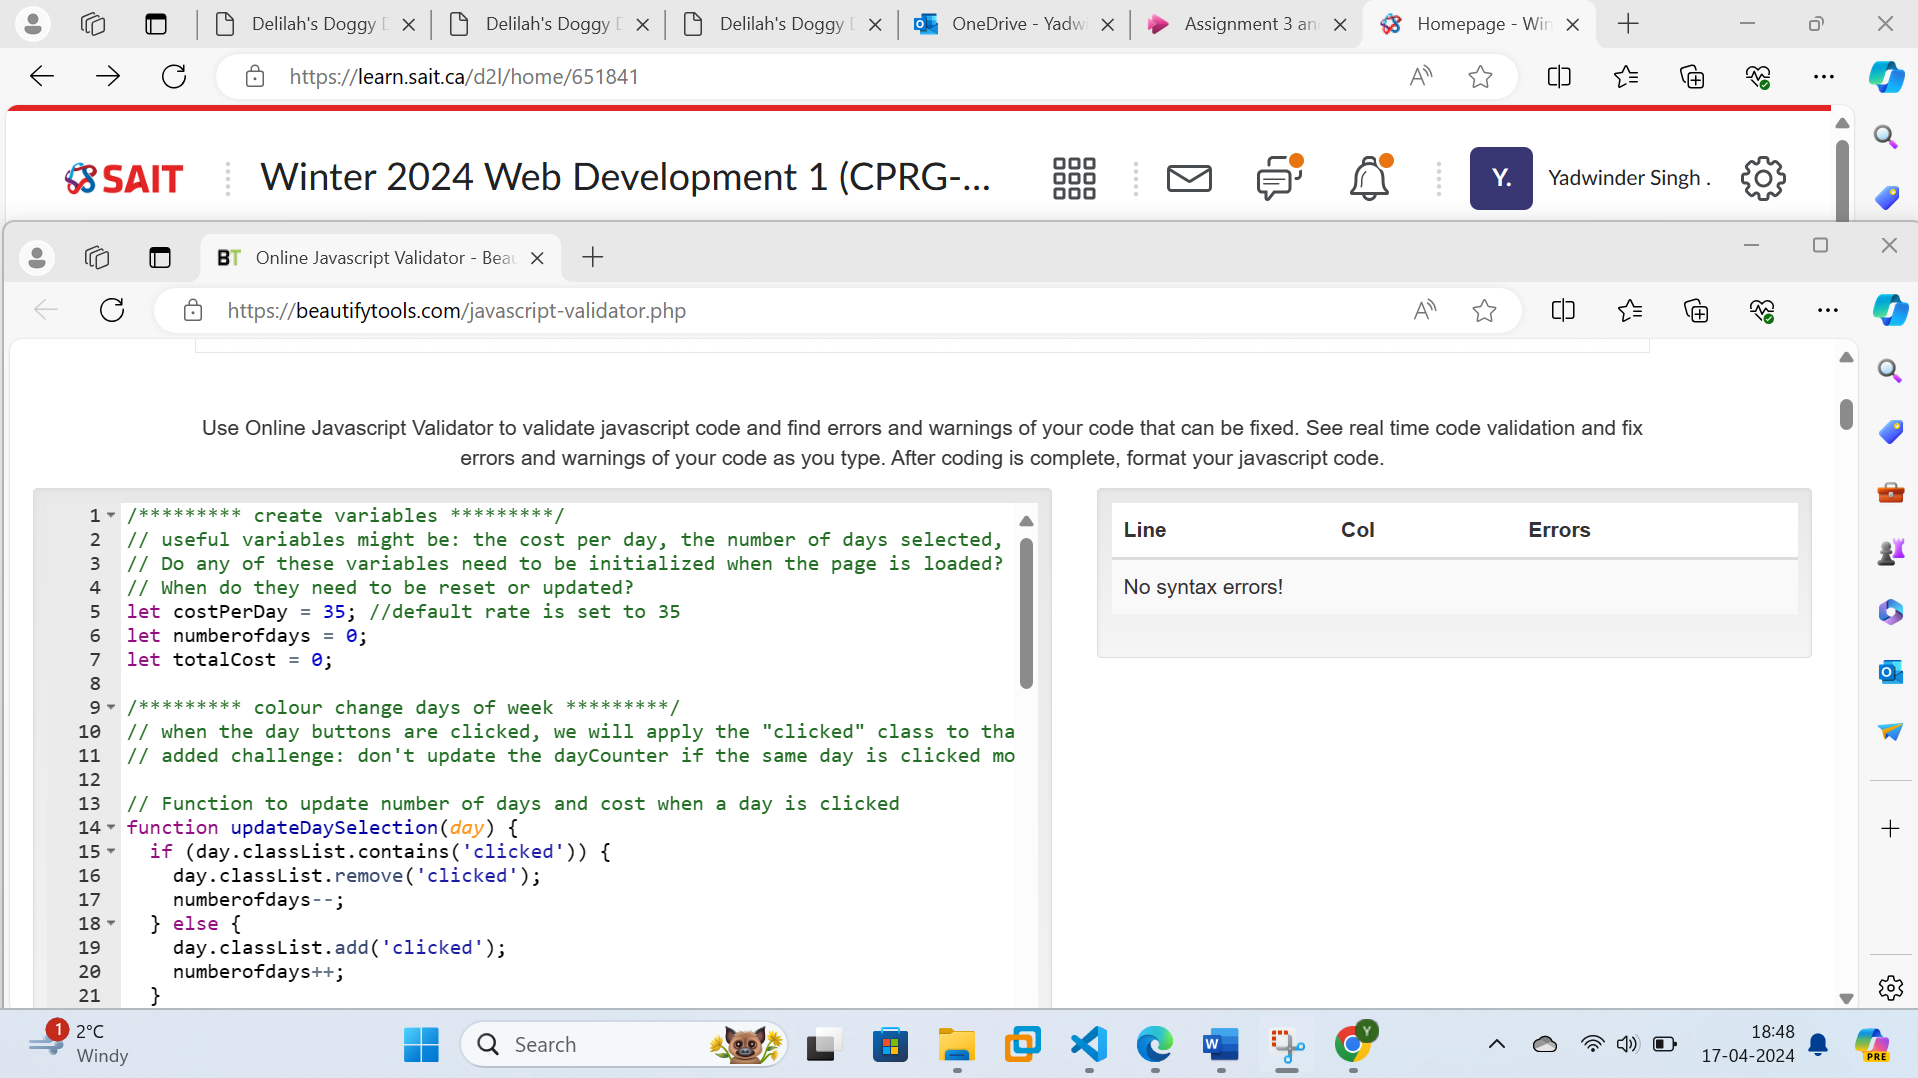 Delilah's Doggy D
Delilah's Doggy D
Delilah's Doggy D
OneDrive - Yadwi
Assignment 3 an
Homepage - Win
https://learn.sait.ca/d2l/home/651841
SAIT
Winter 2024 Web Development 1 (CPRG-...
Y.
Yadwinder Singh .
BT
Online Javascript Validator - Beau
https://beautifytools.com/javascript-validator.php
Use Online Javascript Validator to validate javascript code and find errors and warnings of your code that can be fixed. See real time code validation and fix
errors and warnings of your code as you type. After coding is complete, format your javascript code.
1 /********* create variables *********/
2 // useful variables might be: the cost per day, the number of days selected,
3 // Do any of these variables need to be initialized when the page is loaded?
4 // When do they need to be reset or updated?
5 let costPerDay = 35; //default rate is set to 35
6 let numberofdays = 0;
7 let totalCost = 0;
8
9 /********* colour change days of week *********/
10 // when the day buttons are clicked, we will apply the "clicked" class to tha
11 // added challenge: don't update the dayCounter if the same day is clicked mo
12
13 // Function to update number of days and cost when a day is clicked
14 function updateDaySelection(day) {
15 if (day.classList.contains('clicked')) {
16 day.classList.remove('clicked');
17 numberofdays--;
18 } else {
19 day.classList.add('clicked');
20 numberofdays++;
21 }
Line Col Errors
No syntax errors!
1
2°C
Windy
Search
Y
18:48
17-04-2024
PRE